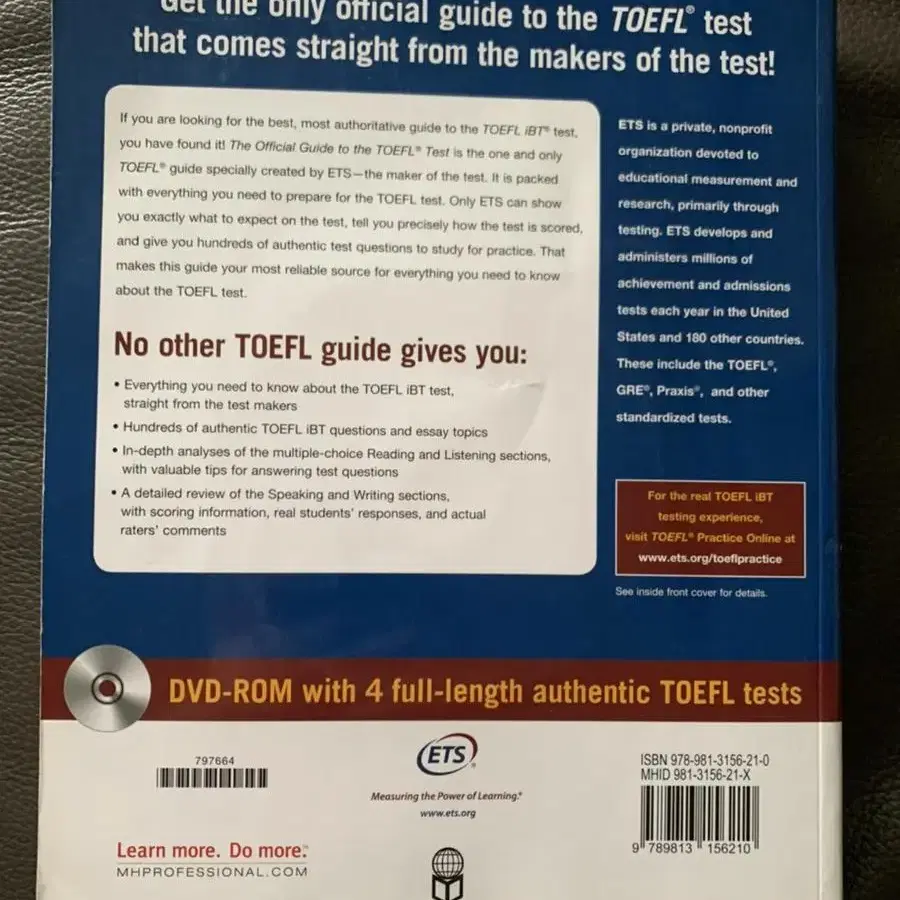 Get the only official guide to the TOEFL® test
that comes straight from the makers of the test!
If you are looking for the best, most authoritative guide to the TOEFL iBT® test,
you have found it! The Official Guide to the TOEFL® Test is the one and only
TOEFL® guide specially created by ETS—the maker of the test. It is packed
with everything you need to prepare for the TOEFL test. Only ETS can show
you exactly what to expect on the test, tell you precisely how the test is scored,
and give you hundreds of authentic test questions to study for practice. That
makes this guide your most reliable source for everything you need to know
about the TOEFL test.
No other TOEFL guide gives you:
• Everything you need to know about the TOEFL iBT test,
straight from the test makers
• Hundreds of authentic TOEFL iBT questions and essay topics
• In-depth analyses of the multiple-choice Reading and Listening sections,
with valuable tips for answering test questions
• A detailed review of the Speaking and Writing sections,
with scoring information, real students' responses, and actual
raters' comments
ETS is a private, nonprofit
organization devoted to
educational measurement and
research, primarily through
testing. ETS develops and
administers millions of
achievement and admissions
tests each year in the United
States and 180 other countries.
These include the TOEFL®,
GRE®, Praxis®, and other
standardized tests.
For the real TOEFL iBT
testing experience,
visit TOEFL® Practice Online at
www.ets.org/toeflpractice
See inside front cover for details.
DVD-ROM with 4 full-length authentic TOEFL tests
797664
ETS®
Measuring the Power of Learning.®
www.ets.org
ISBN 978-981-3156-21-0
MHID 981-3156-21-X
9 789813 156210
Learn more. Do more.™
MHPROFESSIONAL.COM